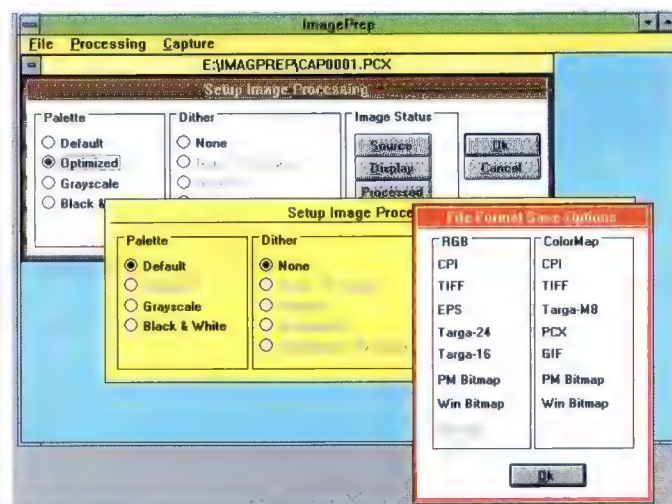 ImagePrep
File Processing Capture
E:\IMAGPREP\CAP0001.PCX
Setup Image Processing
Palette
Default
Optimized
Grayscale
Black &
Dither
None
Image Status
Source
Display
Processed
Ok
Cancel
Setup Image Proce
Palette
Default
Grayscale
Black & White
Dither
None
File Format Save Options
RGB
CPI
TIFF
EPS
Targa-24
Targa-16
PM Bitmap
Win Bitmap
ColorMap
CPI
TIFF
Targa-M8
PCX
GIF
PM Bitmap
Win Bitmap
Ok